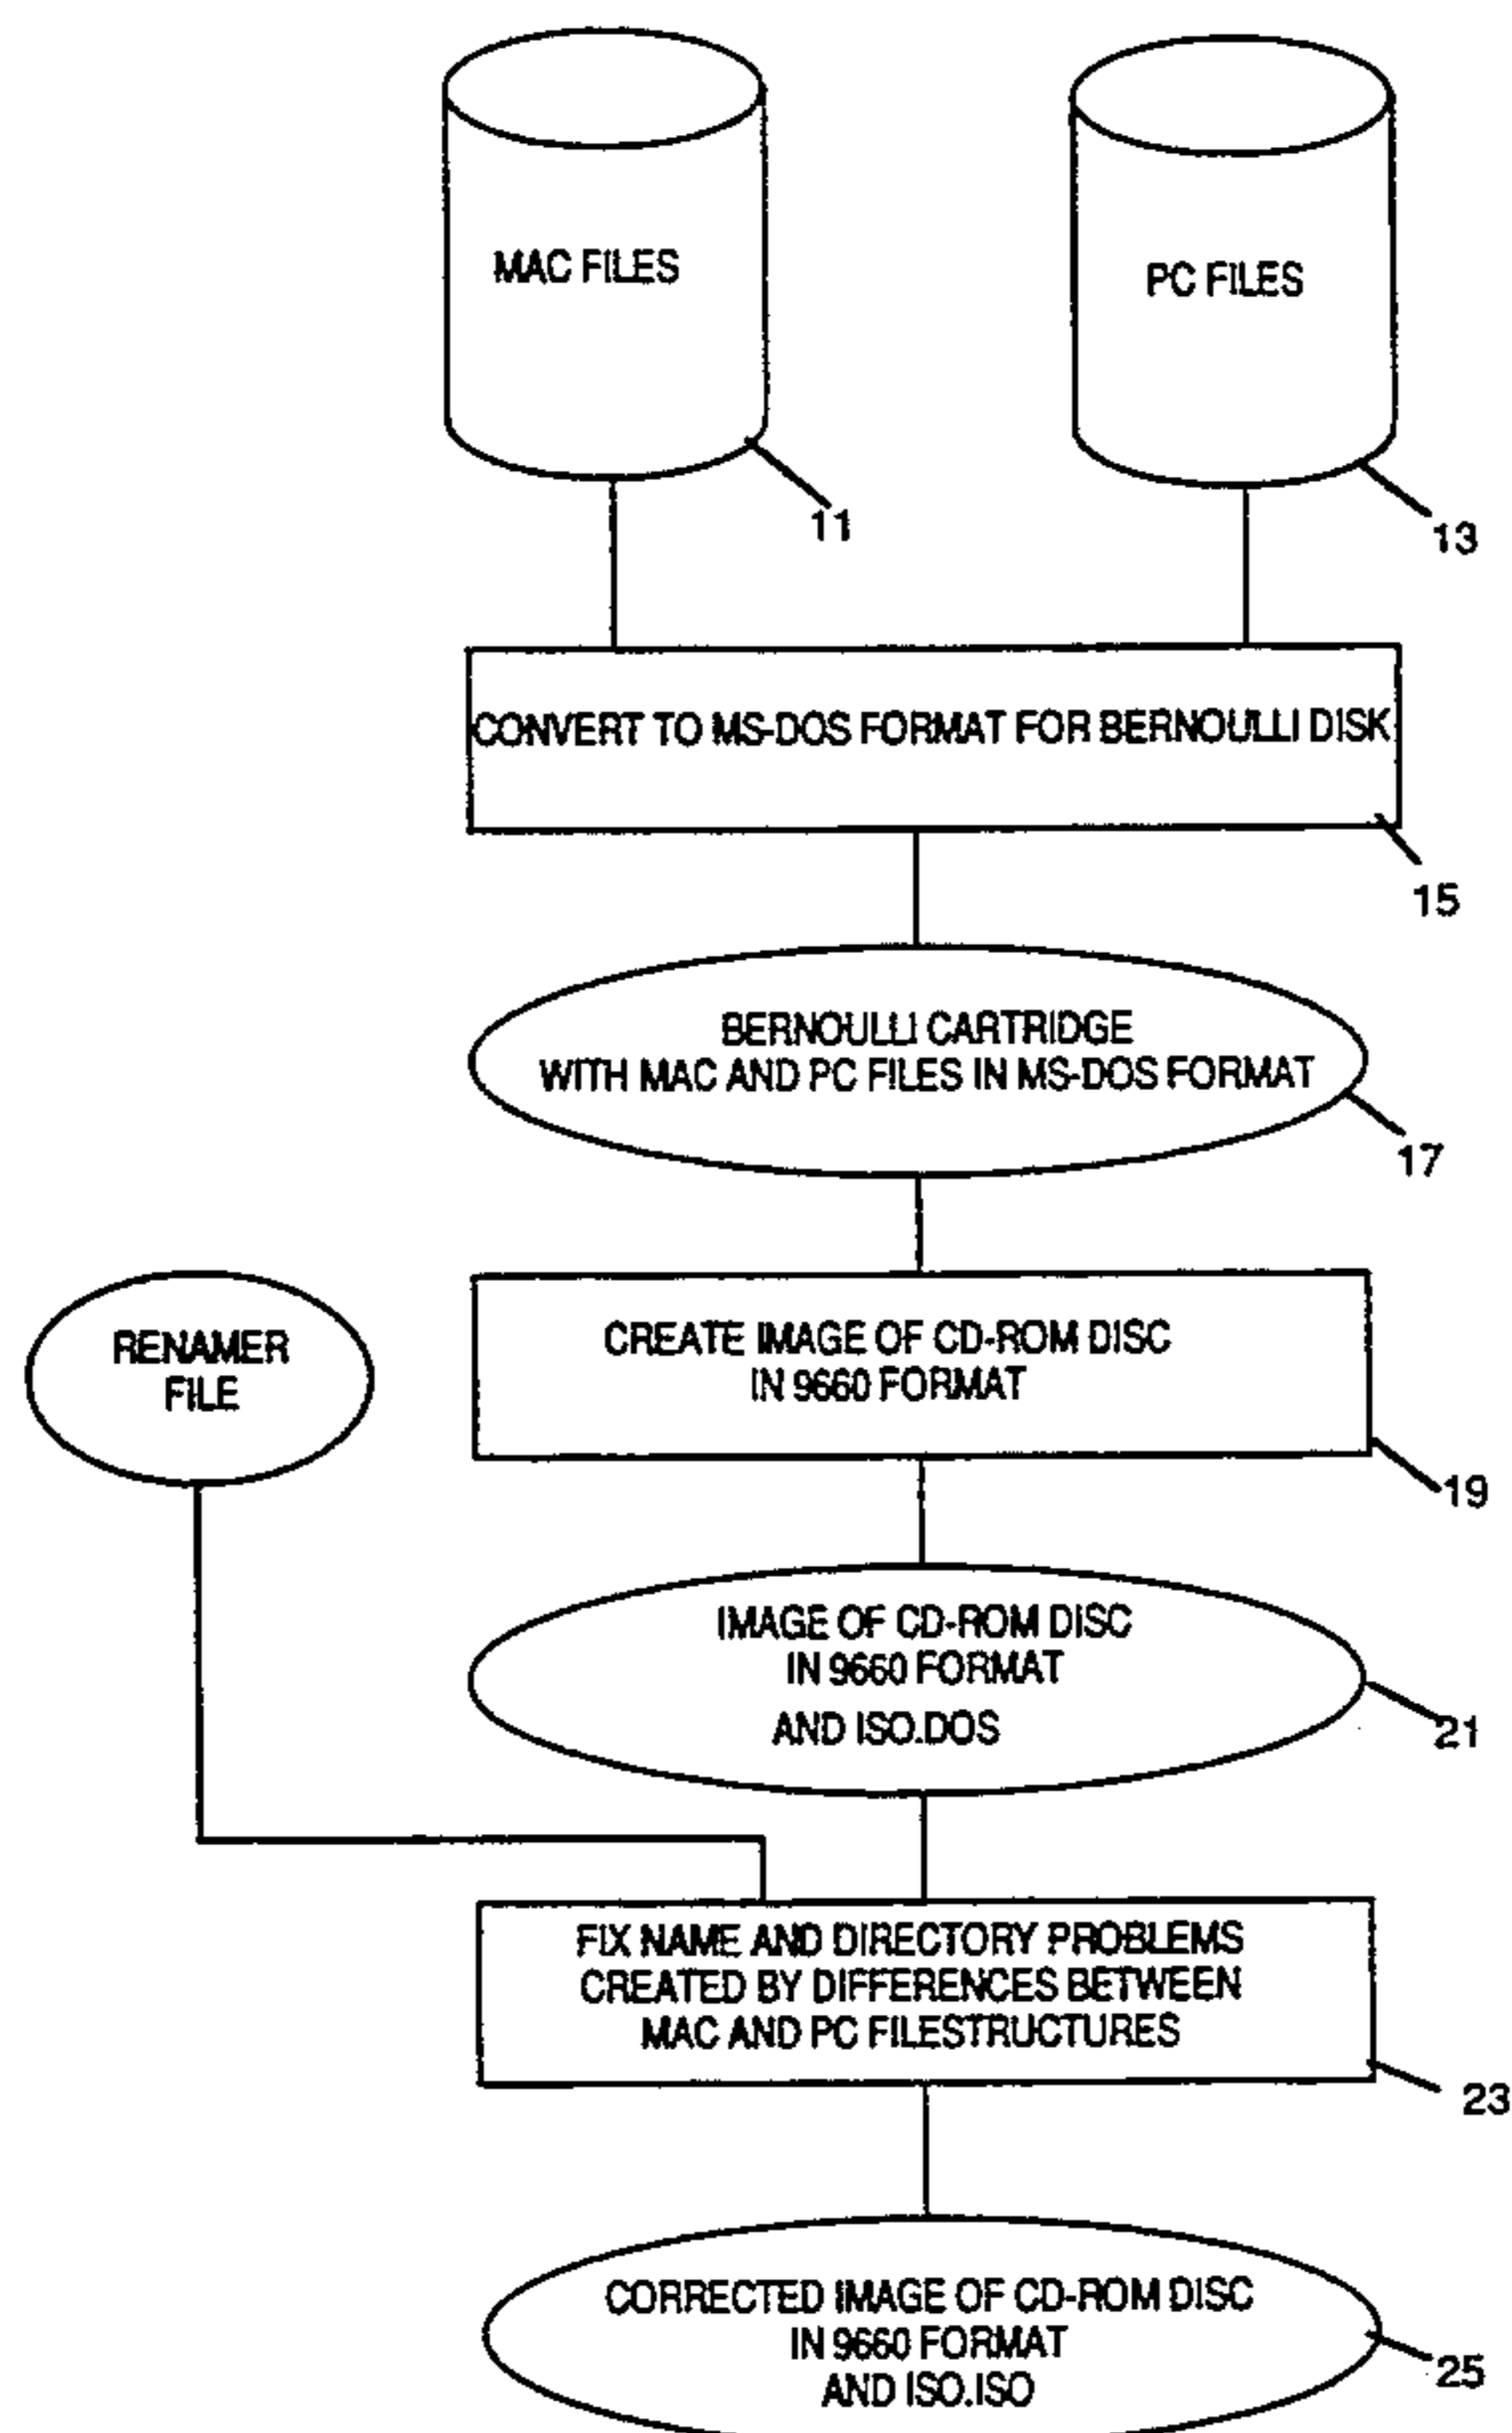 MAC FILES
PC FILES
11
13
CONVERT TO MS-DOS FORMAT FOR BERNOULLI DISK
15
BERNOULLI CARTRIDGE
WITH MAC AND PC FILES IN MS-DOS FORMAT
17
RENAMER
FILE
CREATE IMAGE OF CD-ROM DISC
IN 9660 FORMAT
19
IMAGE OF CD-ROM DISC
IN 9660 FORMAT
AND ISO.DOS
21
FIX NAME AND DIRECTORY PROBLEMS
CREATED BY DIFFERENCES BETWEEN
MAC AND PC FILESTRUCTURES
23
CORRECTED IMAGE OF CD-ROM DISC
IN 9660 FORMAT
AND ISO.ISO
25